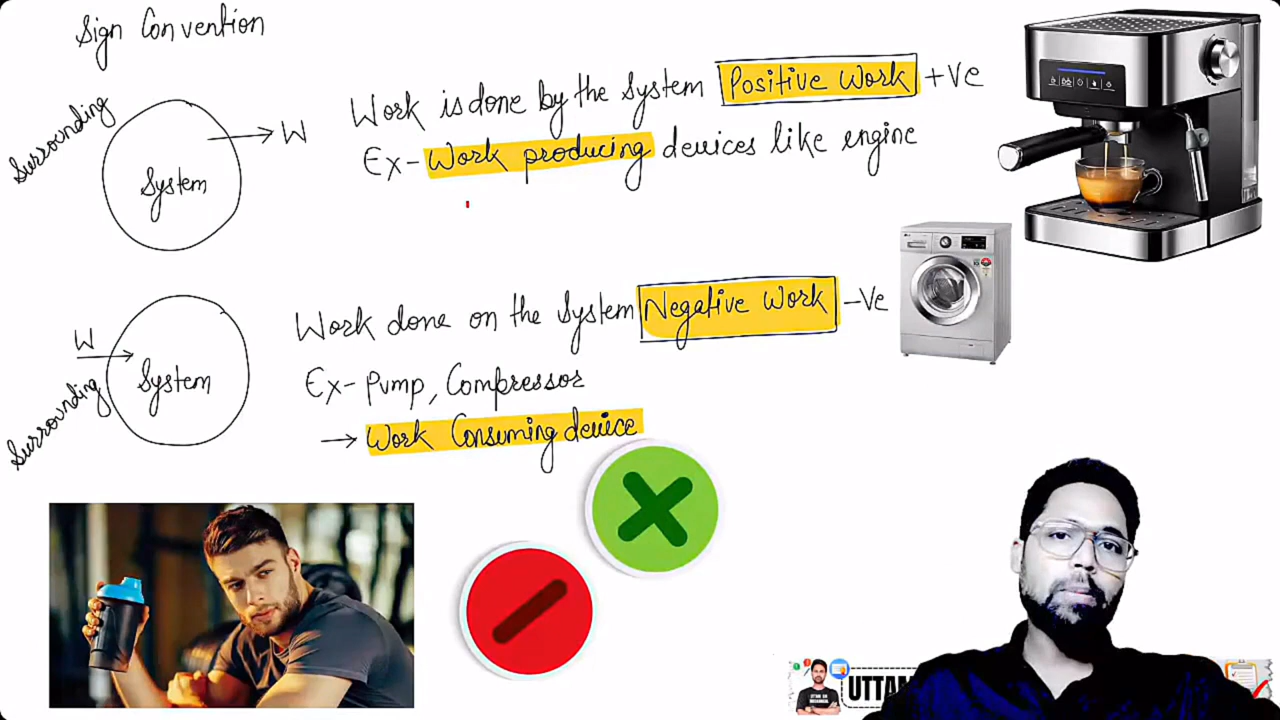 Sign Convention
Surrounding
System
W
Work is done by the System Positive Work +Ve
Ex- Work producing devices like engine
W
Surrounding
System
Work done on the System Negative Work -Ve
Ex- Pump, Compressor
→ Work Consuming device
UTTAM